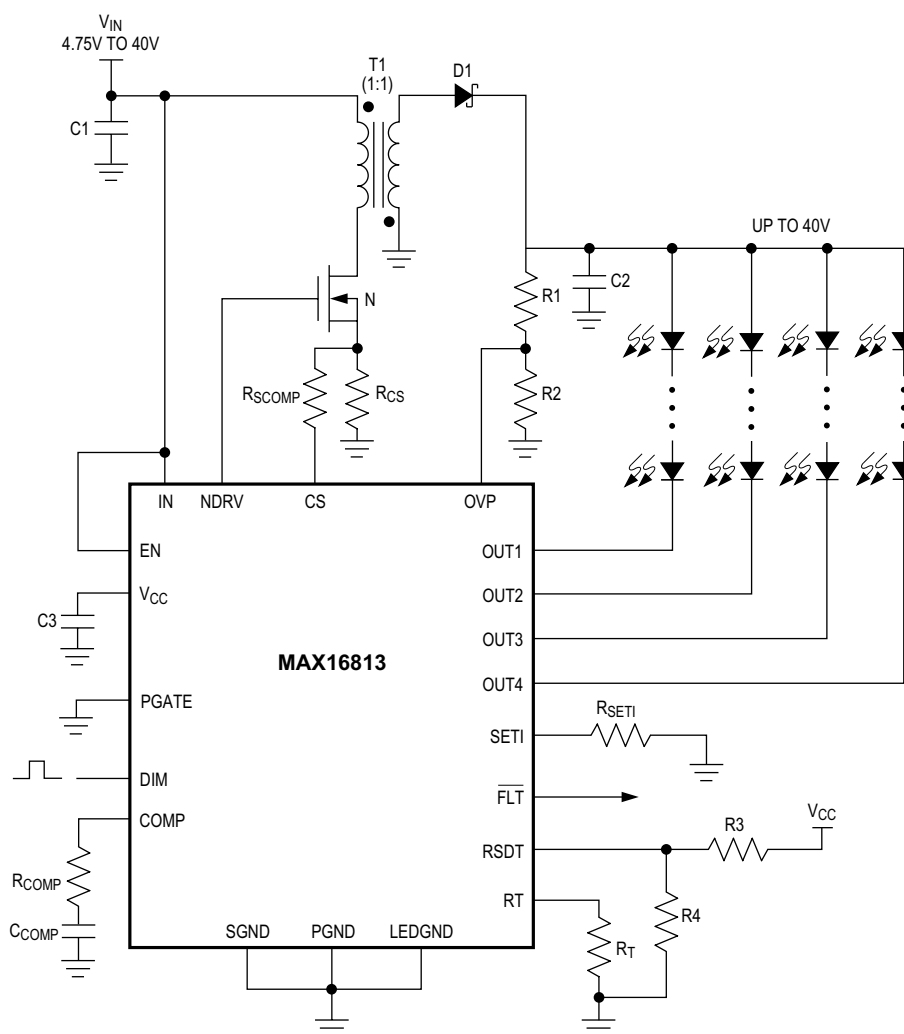 VIN
4.75V TO 40V
T1
(1:1)
D1
C1
UP TO 40V
N
R1
C2
RSCOMP
RCS
R2
IN
NDRV
CS
OVP
EN
OUT1
VCC
OUT2
C3
OUT3
MAX16813
OUT4
PGATE
RSETI
SETI
DIM
FLT
COMP
VCC
R3
RSDT
RCOMP
RT
R4
CCOMP
SGND
PGND
LEDGND
RT